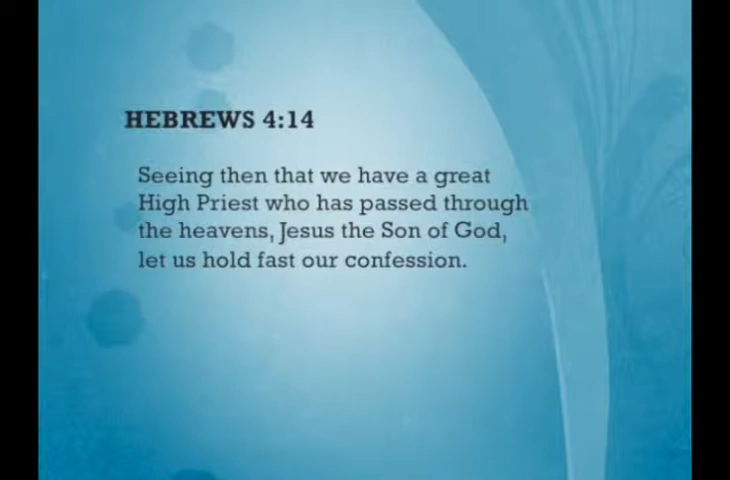 HEBREWS 4:14
Seeing then that we have a great
High Priest who has passed through
the heavens, Jesus the Son of God,
let us hold fast our confession.